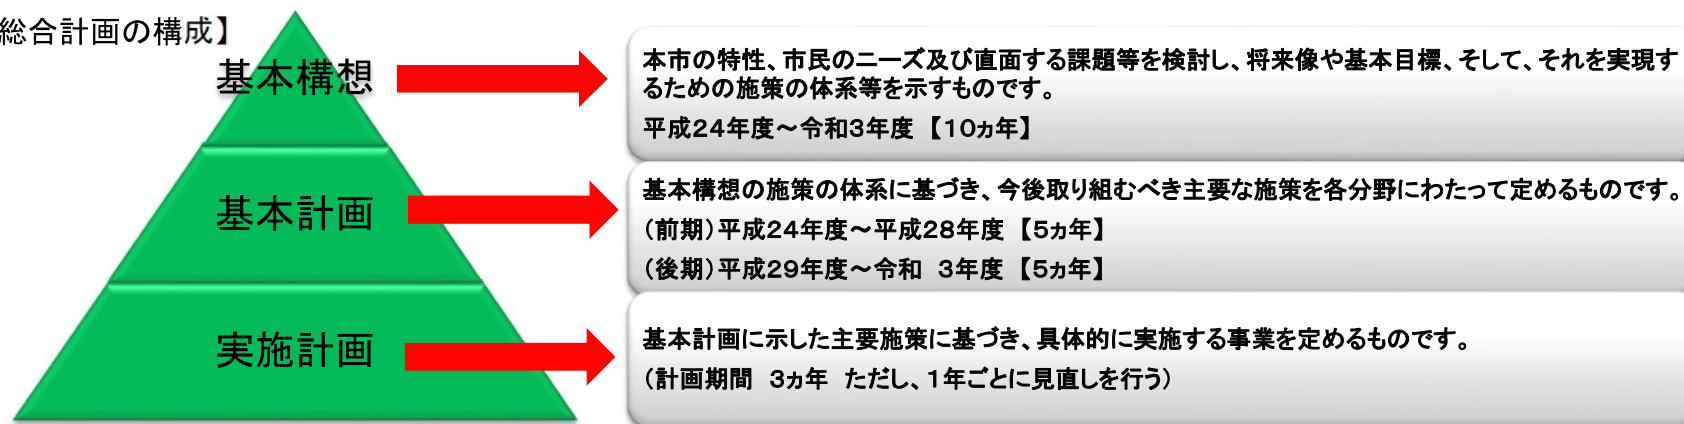 総合計画の構成】
基本構想
本市の特性、市民のニーズ及び直面する課題等を検討し、将来像や基本目標、そして、それを実現す
るための施策の体系等を示すものです。
平成24年度～令和3年度 【10ヵ年】
基本計画
基本構想の施策の体系に基づき、今後取り組むべき主要な施策を各分野にわたって定めるものです。
（前期）平成24年度～平成28年度 【5ヵ年】
（後期）平成29年度～令和 3年度 【5ヵ年】
実施計画
基本計画に示した主要施策に基づき、具体的に実施する事業を定めるものです。
（計画期間 3ヵ年 ただし、1年ごとに見直しを行う）